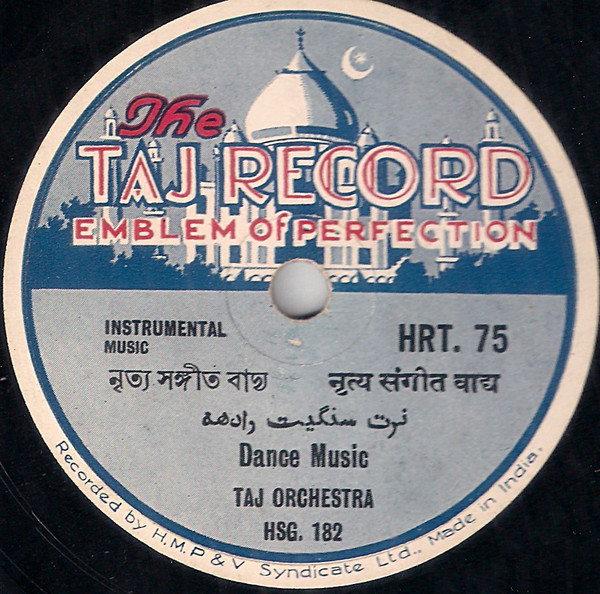 The
TAJ RECORD
EMBLEM Of PERFECTION
INSTRUMENTAL
MUSIC
HRT. 75
নৃত্য সঙ্গীত বাদ্য
नृत्य संगीत वाद्य
نرت سنگیت وادهه
Dance Music
TAJ ORCHESTRA
HSG. 182
Recorded by H.M.P & V Syndicate Ltd., Made in India.